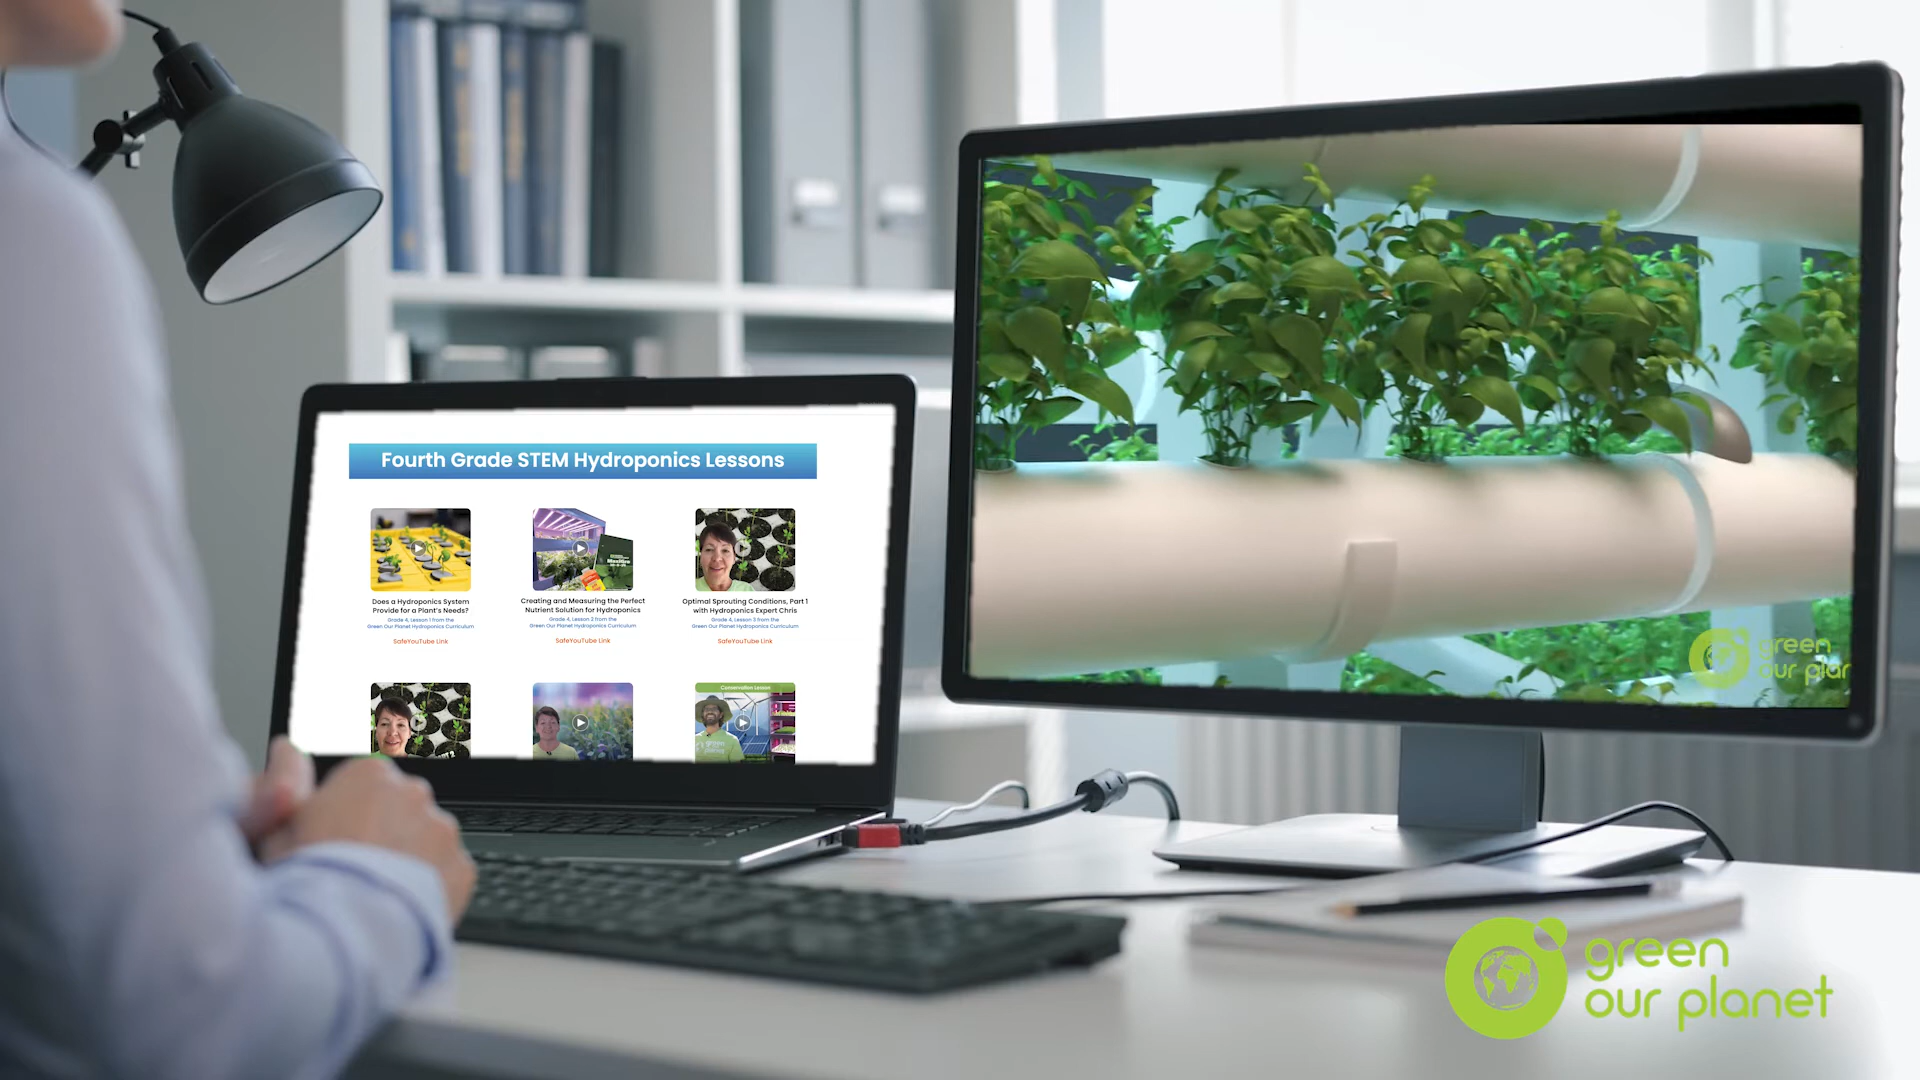 Fourth Grade STEM Hydroponics Lessons
Does a Hydroponics System
Provide for a Plant's Needs?
Grade 4, Lesson 1 from the
Green Our Planet Hydroponics Curriculum
SafeYouTube Link
Creating and Measuring the Perfect
Nutrient Solution for Hydroponics
Grade 4, Lesson 2 from the
Green Our Planet Hydroponics Curriculum
SafeYouTube Link
Optimal Sprouting Conditions, Part 1
with Hydroponics Expert Chris
Grade 4, Lesson 3 from the
Green Our Planet Hydroponics Curriculum
SafeYouTube Link
Conservation Lesson
green
our plan
green
our planet